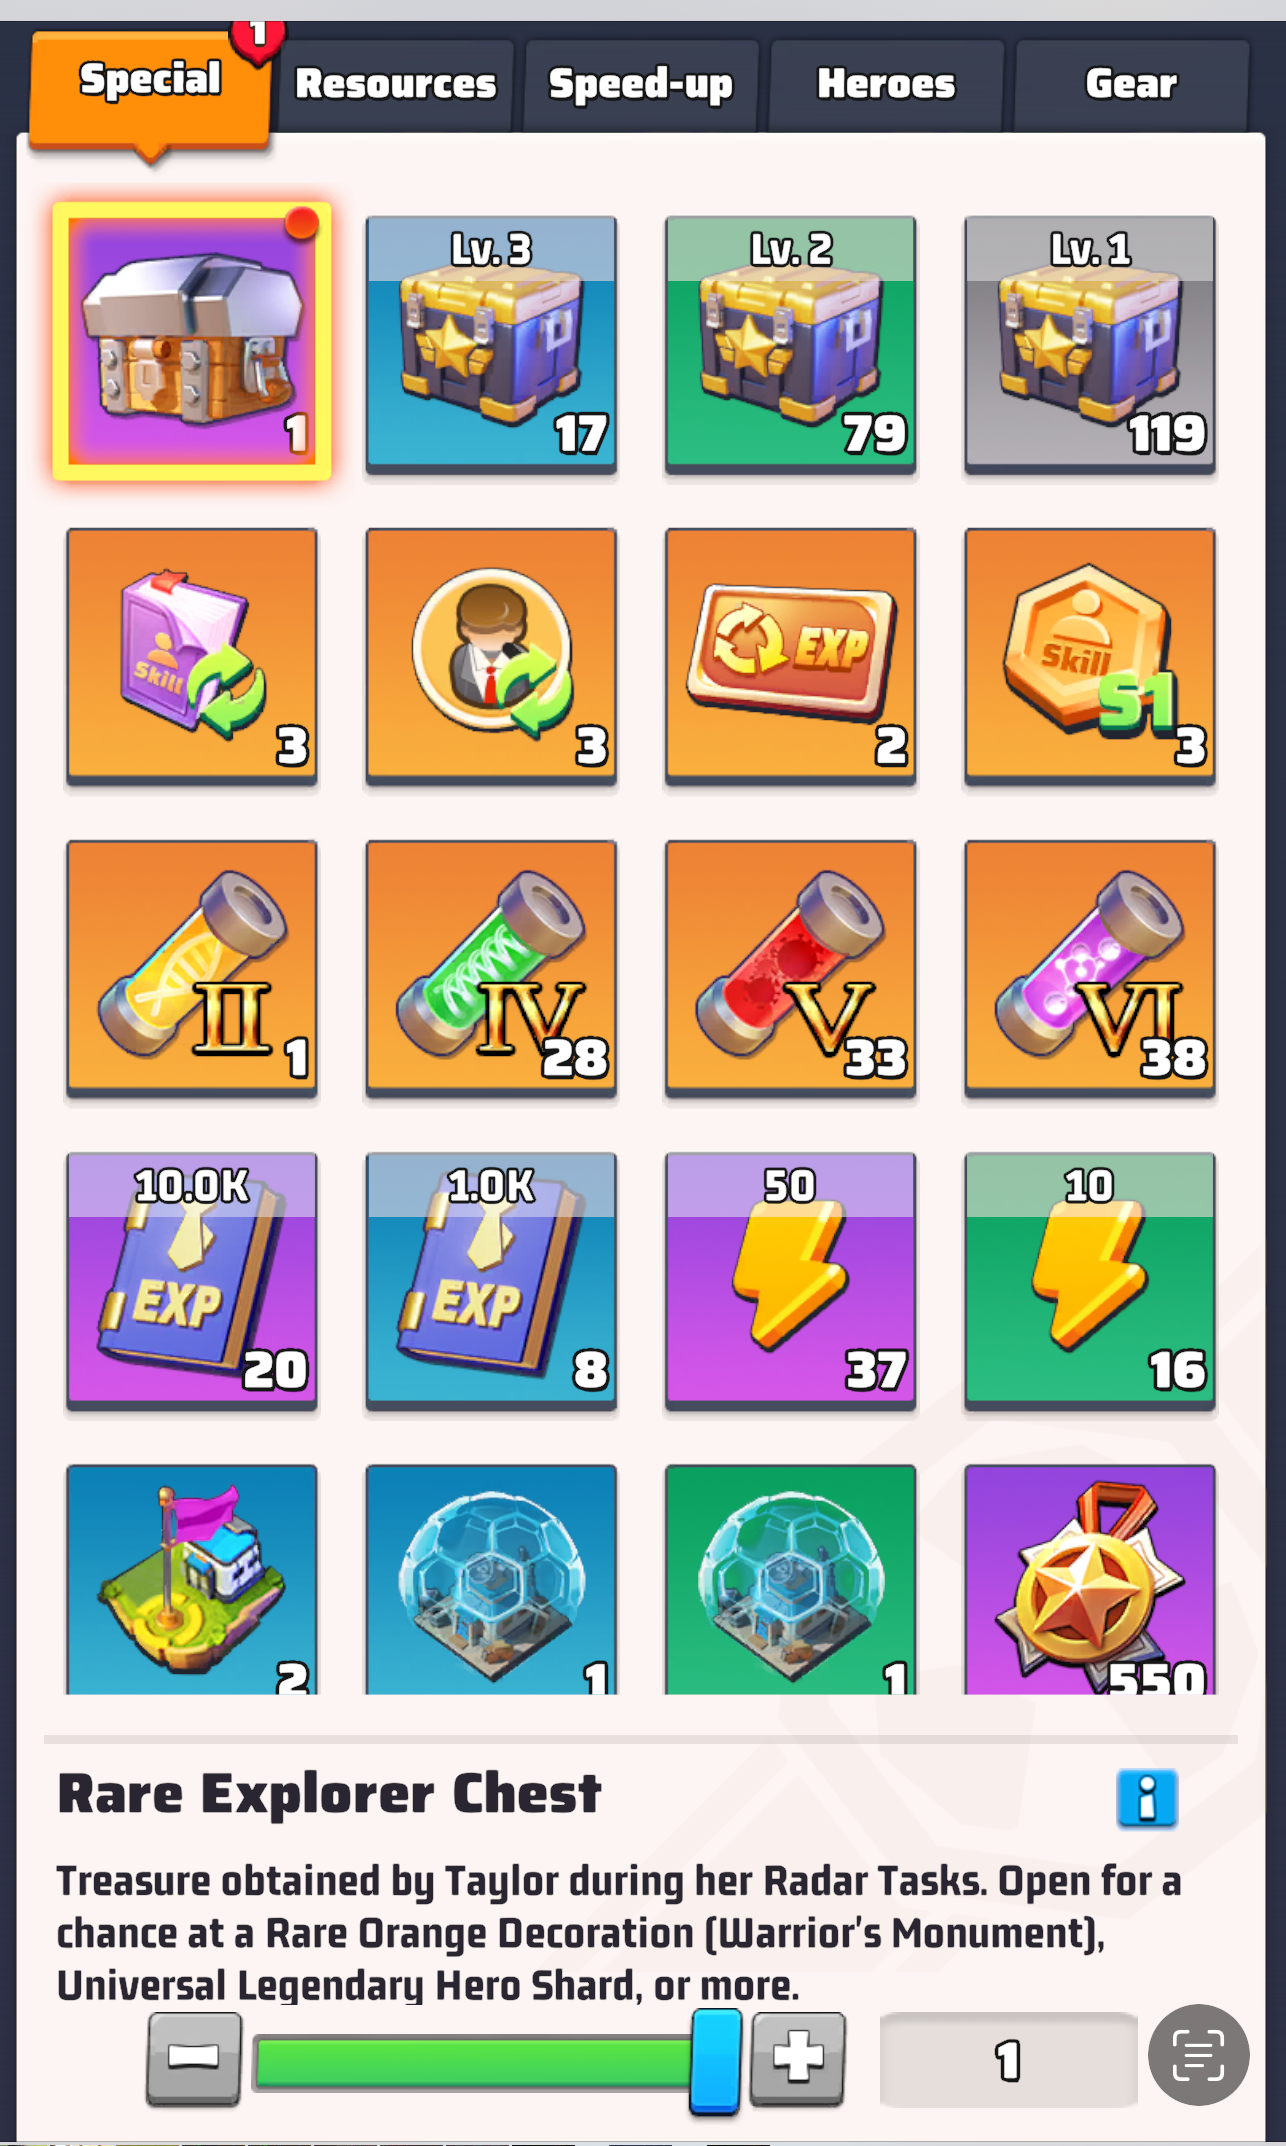 1
Special
Resources
Speed-up
Heroes
Gear
1
Lv. 3
17
Lv. 2
79
Lv. 1
119
Skill
3
3
EXP
2
Skill
S1
3
II
1
IV
28
V
33
VI
38
10.0K
EXP
20
1.0K
EXP
8
50
37
10
16
2
1
1
550
Rare Explorer Chest
i
Treasure obtained by Taylor during her Radar Tasks. Open for a
chance at a Rare Orange Decoration (Warrior's Monument),
Universal Legendary Hero Shard, or more.
1